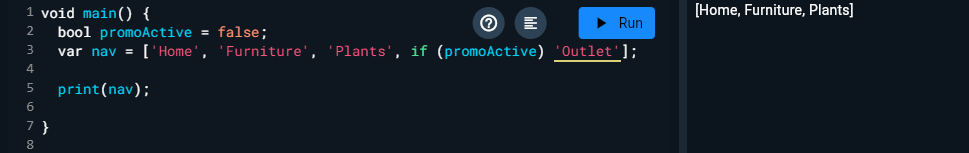 1 void main() {
2 bool promoActive = false;
3 var nav = ['Home', 'Furniture', 'Plants', if (promoActive) 'Outlet'];
4
5 print(nav);
6
7 }
8
? Run
[Home, Furniture, Plants]